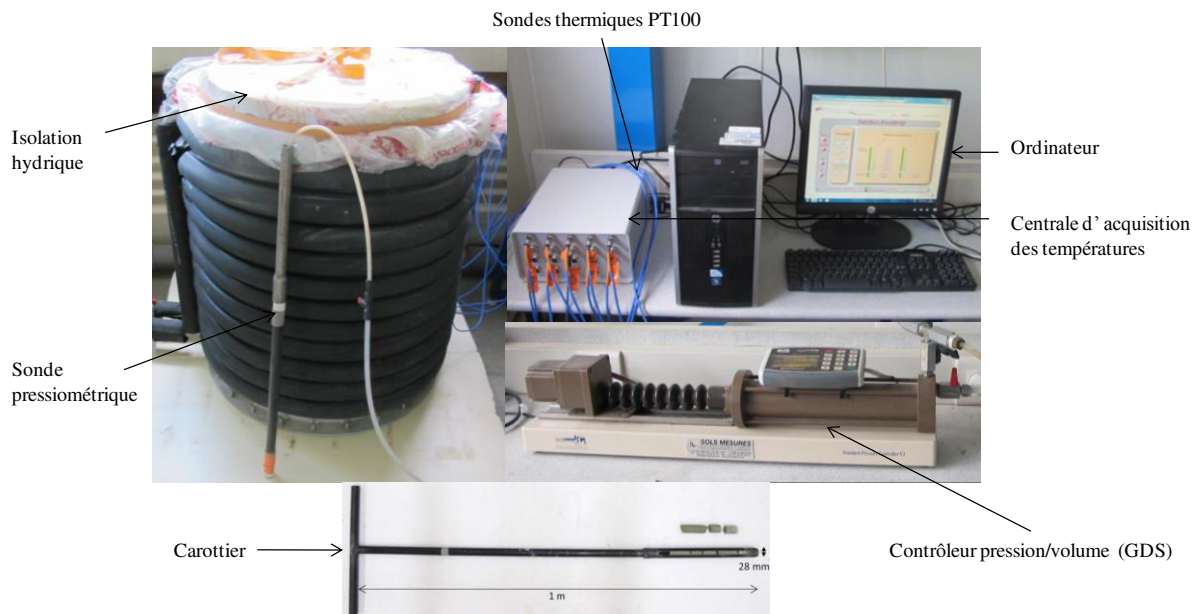 Sondes thermiques PT100
Isolation
hydrique
Ordinateur
Centrale d' acquisition
des températures
Sonde
pressiométrique
SOLS MESURES
Carottier
Contrôleur pression/volume (GDS)
28 mm
1 m